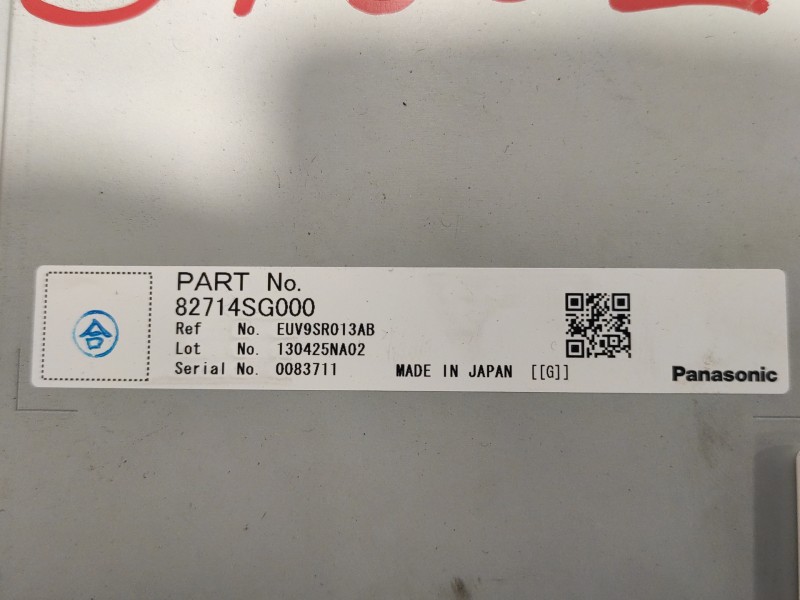 PART No.
82714SG000
Ref No. EUV9SR013AB
Lot No. 130425NA02
Serial No. 0083711
MADE IN JAPAN [[G]]
Panasonic
合